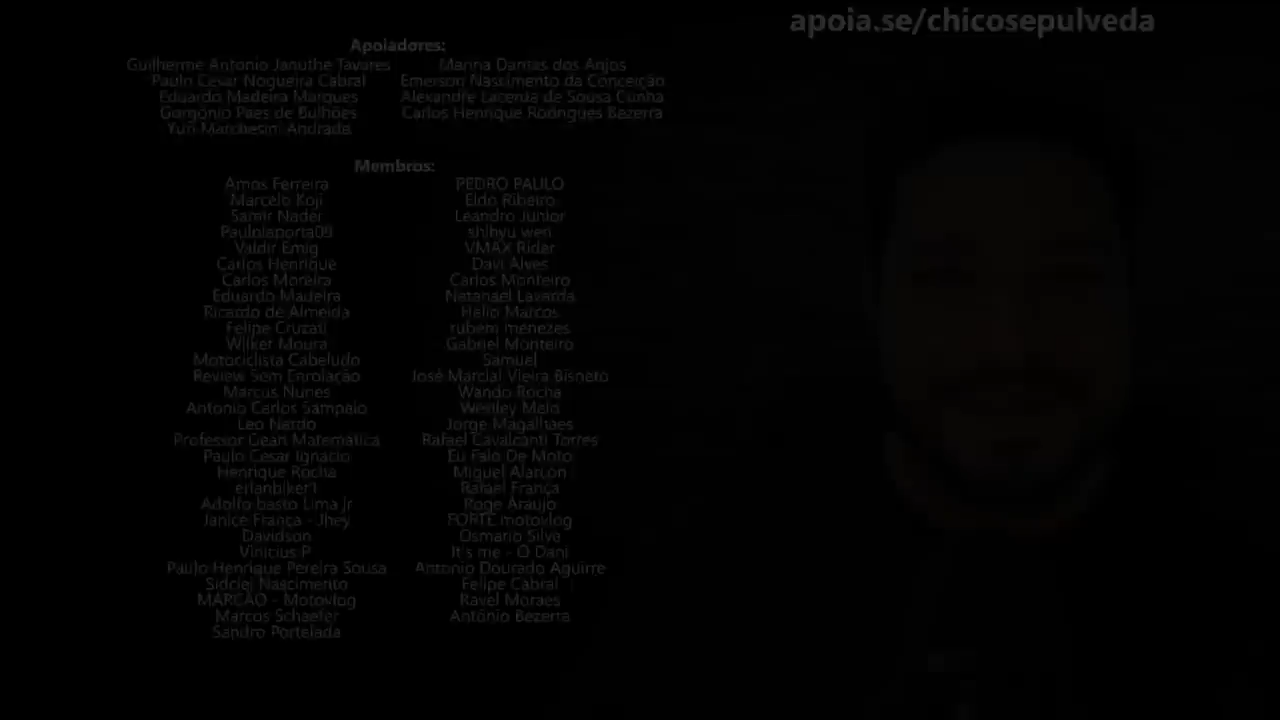 apoia.se/chicosepulveda
Apoiadores:
Guilherme Antonio Januthe Tavares
Paulo Cesar Nogueira Cabral
Eduardo Madeira Marques
Gorgônio Paes de Bulhões
Yuri Marchesini Andrade
Marina Dantas dos Anjos
Emerson Nascimento da Conceição
Alexandre Lacerda de Sousa Cunha
Carlos Henrique Rodrigues Bezerra
Membros:
Amos Ferreira
Marcelo Koji
Samir Nader
Paulolaporta09
Valdir Emig
Carlos Henrique
Carlos Moreira
Eduardo Madeira
Ricardo de Almeida
Felipe Cruzati
Wilker Moura
Motociclista Cabeludo
Review Sem Enrolação
Marcus Nunes
Antonio Carlos Sampaio
Leo Nardo
Professor Gean Matemática
Paulo Cesar Ignacio
Henrique Rocha
erlanbiker1
Adolfo basto Lima jr
Janice França - Jhey
Davidson
Vinicius P
Paulo Henrique Pereira Sousa
Sidciel Nascimento
MARCÃO - Motovlog
Marcos Schaefer
Sandro Portelada
PEDRO PAULO
Eldo Ribeiro
Leandro Junior
shihyu wen
VMAX Rider
Davi Alves
Carlos Monteiro
Natanael Lavarda
Helio Marcos
rubem menezes
Gabriel Monteiro
Samuel
José Marcial Vieira Bisneto
Wando Rocha
Weslley Melo
Jorge Magalhaes
Rafael Cavalcanti Torres
Eu Falo De Moto
Miguel Alarcon
Rafael França
Roge Araujo
FORTE motovlog
Osmario Silva
It's me - O Dani
Antonio Dourado Aguirre
Felipe Cabral
Ravel Moraes
Antônio Bezerra